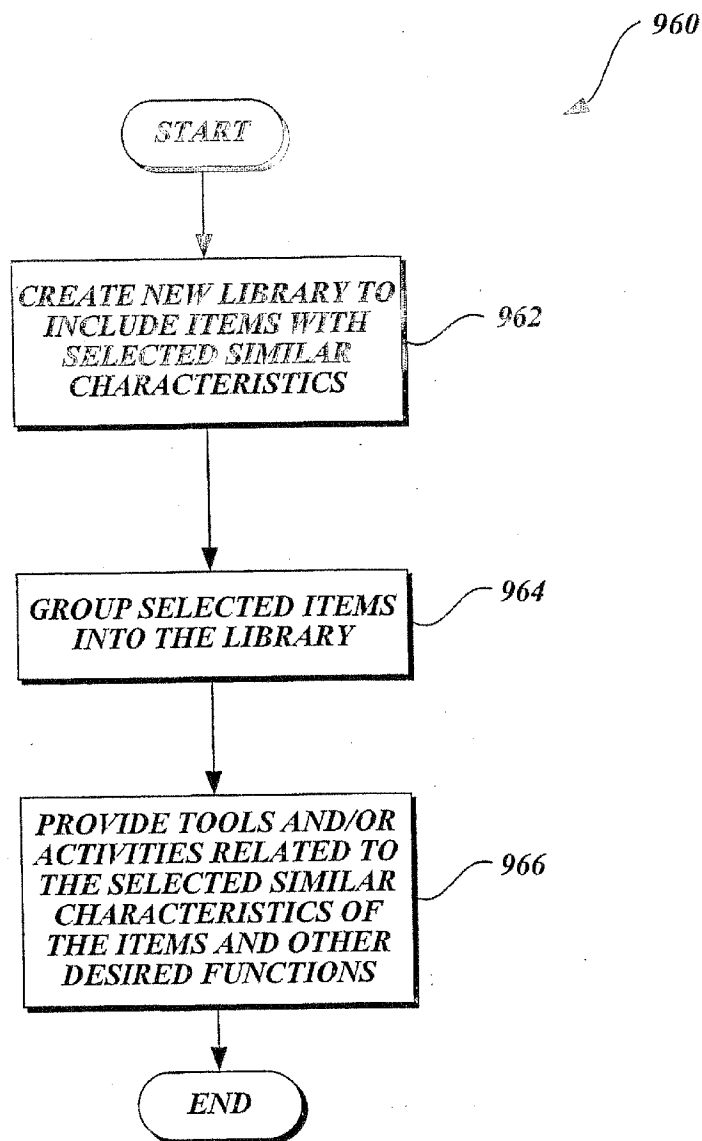 960
START
CREATE NEW LIBRARY TO
INCLUDE ITEMS WITH
SELECTED SIMILAR
CHARACTERISTICS
962
GROUP SELECTED ITEMS
INTO THE LIBRARY
964
PROVIDE TOOLS AND/OR
ACTIVITIES RELATED TO
THE SELECTED SIMILAR
CHARACTERISTICS OF
THE ITEMS AND OTHER
DESIRED FUNCTIONS
966
END